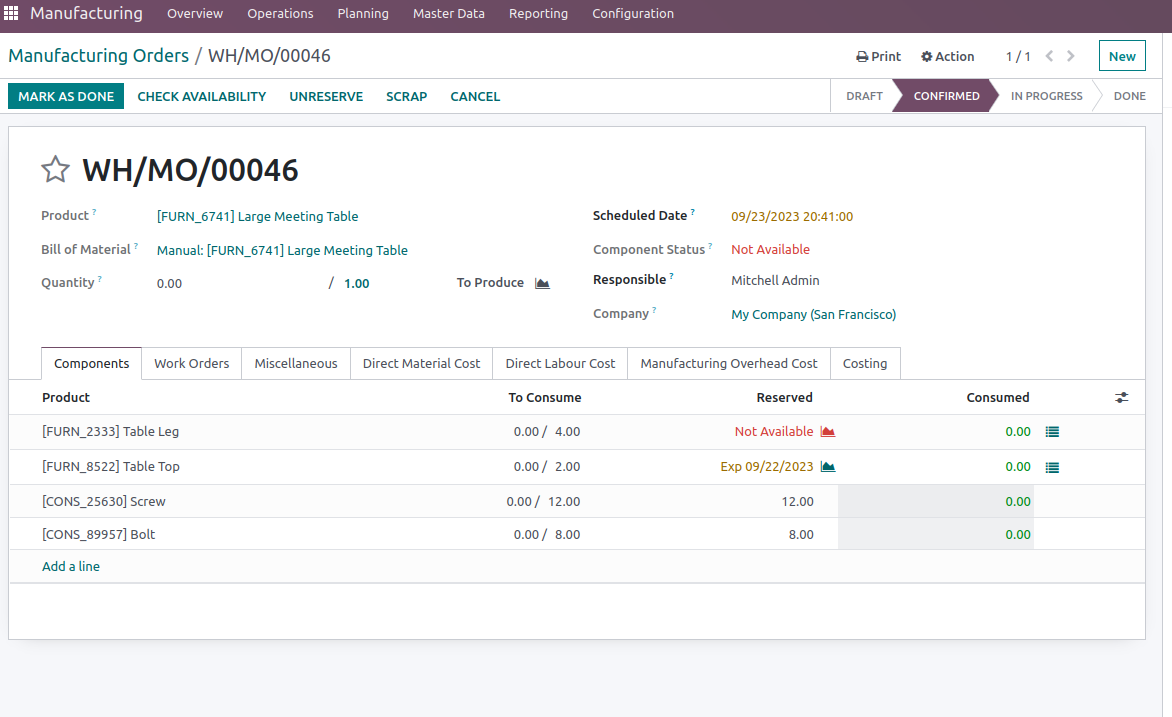 Manufacturing Overview Operations Planning Master Data Reporting Configuration
Manufacturing Orders / WH/MO/00046 Print Action 1 / 1 New
MARK AS DONE CHECK AVAILABILITY UNRESERVE SCRAP CANCEL DRAFT CONFIRMED IN PROGRESS DONE
WH/MO/00046
Product ? [FURN_6741] Large Meeting Table Scheduled Date ? 09/23/2023 20:41:00
Bill of Material ? Manual: [FURN_6741] Large Meeting Table Component Status ? Not Available
Quantity ? 0.00 / 1.00 To Produce Responsible ? Mitchell Admin
Company ? My Company (San Francisco)
Components Work Orders Miscellaneous Direct Material Cost Direct Labour Cost Manufacturing Overhead Cost Costing
Product To Consume Reserved Consumed
[FURN_2333] Table Leg 0.00 / 4.00 Not Available 0.00
[FURN_8522] Table Top 0.00 / 2.00 Exp 09/22/2023 0.00
[CONS_25630] Screw 0.00 / 12.00 12.00 0.00
[CONS_89957] Bolt 0.00 / 8.00 8.00 0.00
Add a line